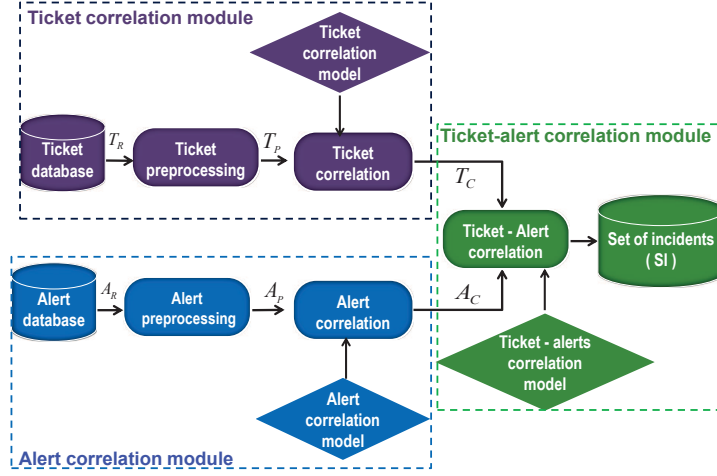 Ticket correlation module
Ticket
correlation
model
Ticket
database
T_R
Ticket
preprocessing
T_P
Ticket
correlation
Ticket-alert correlation module
T_C
Ticket - Alert
correlation
Set of incidents
( SI )
Alert
database
A_R
Alert
preprocessing
A_P
Alert
correlation
A_C
Ticket - alerts
correlation
model
Alert
correlation
model
Alert correlation module